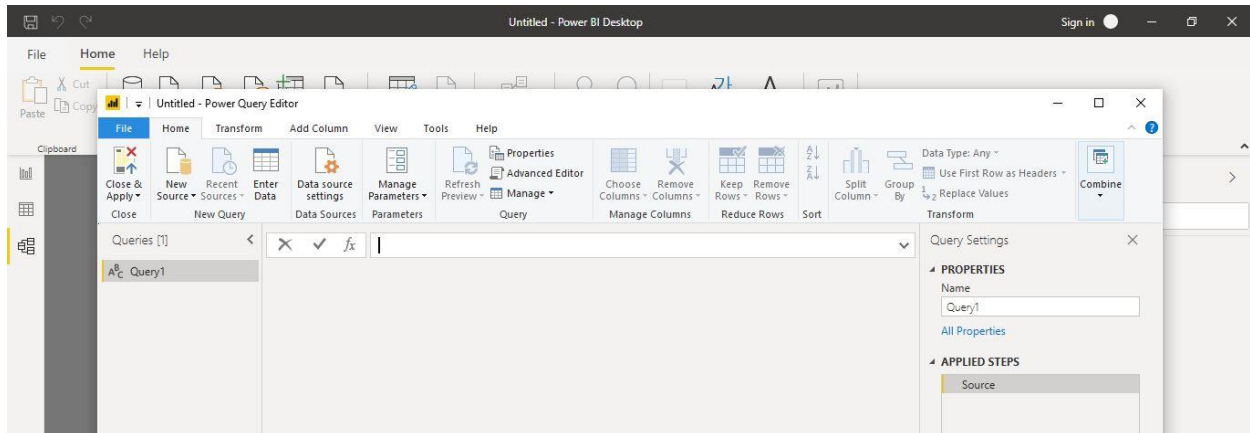 Untitled - Power BI Desktop
Sign in
File Home Help
Paste
Cut
Copy
Clipboard
Untitled - Power Query Editor
File Home Transform Add Column View Tools Help
Close & Apply
New Source
Recent Sources
Enter Data
Data source settings
Manage Parameters
Refresh Preview
Properties
Advanced Editor
Manage
Choose Columns
Remove Columns
Keep Rows
Remove Rows
Split Column
Group By
Data Type: Any
Use First Row as Headers
Replace Values
Combine
Close New Query Data Sources Parameters Query Manage Columns Reduce Rows Sort Transform
Queries [1]
fx
Query Settings
ABC Query1
PROPERTIES
Name
Query1
All Properties
APPLIED STEPS
Source